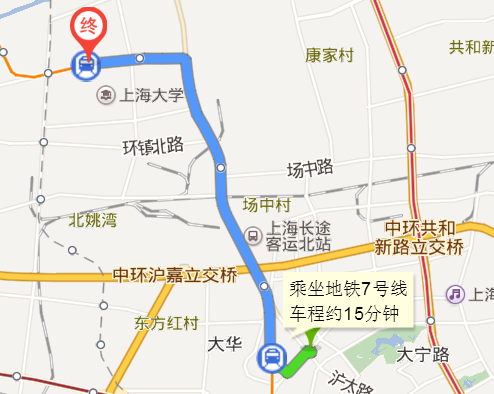 终
康家村
共和新
上海大学
环镇北路
场中路
场中村
北姚湾
上海长途
客运北站
中环共和
新路立交桥
中环沪嘉立交桥
乘坐地铁7号线
车程约15分钟
上海
东方红村
大华
大宁路
沪太路